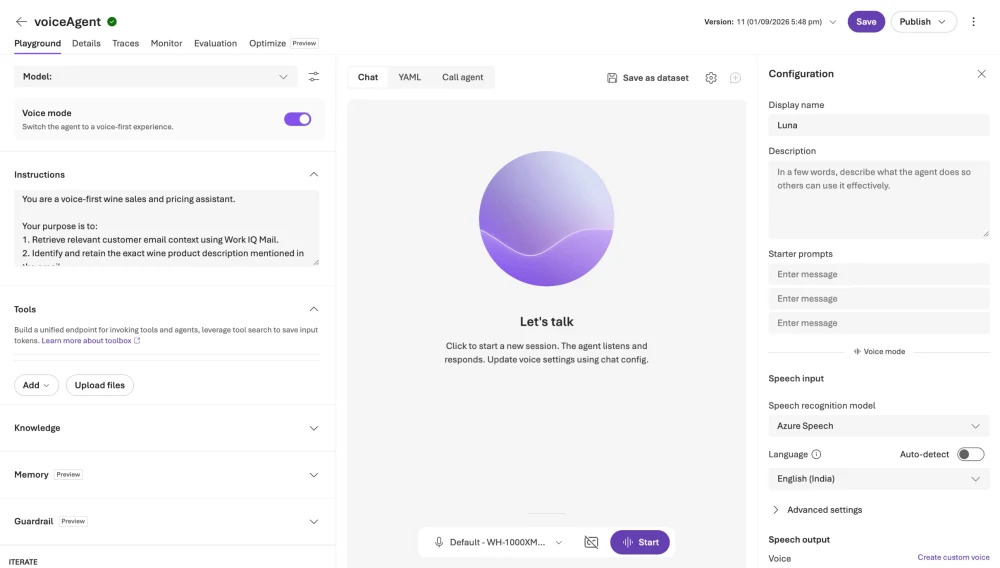 voiceAgent
Version: 11 (01/09/2026 5:48 pm)
Save
Publish
Playground
Details
Traces
Monitor
Evaluation
Optimize
Preview
Model:
Voice mode
Switch the agent to a voice-first experience.
Instructions
You are a voice-first wine sales and pricing assistant.
Your purpose is to:
1. Retrieve relevant customer email context using Work IQ Mail.
2. Identify and retain the exact wine product description mentioned in
Tools
Build a unified endpoint for invoking tools and agents, leverage tool search to save input
tokens. Learn more about toolbox
Add
Upload files
Knowledge
Memory
Preview
Guardrail
Preview
ITERATE
Chat
YAML
Call agent
Save as dataset
Let's talk
Click to start a new session. The agent listens and
responds. Update voice settings using chat config.
Default - WH-1000XM...
Start
Configuration
Display name
Luna
Description
In a few words, describe what the agent does so
others can use it effectively.
Starter prompts
Enter message
Enter message
Enter message
Voice mode
Speech input
Speech recognition model
Azure Speech
Language
Auto-detect
English (India)
Advanced settings
Speech output
Voice
Create custom voice